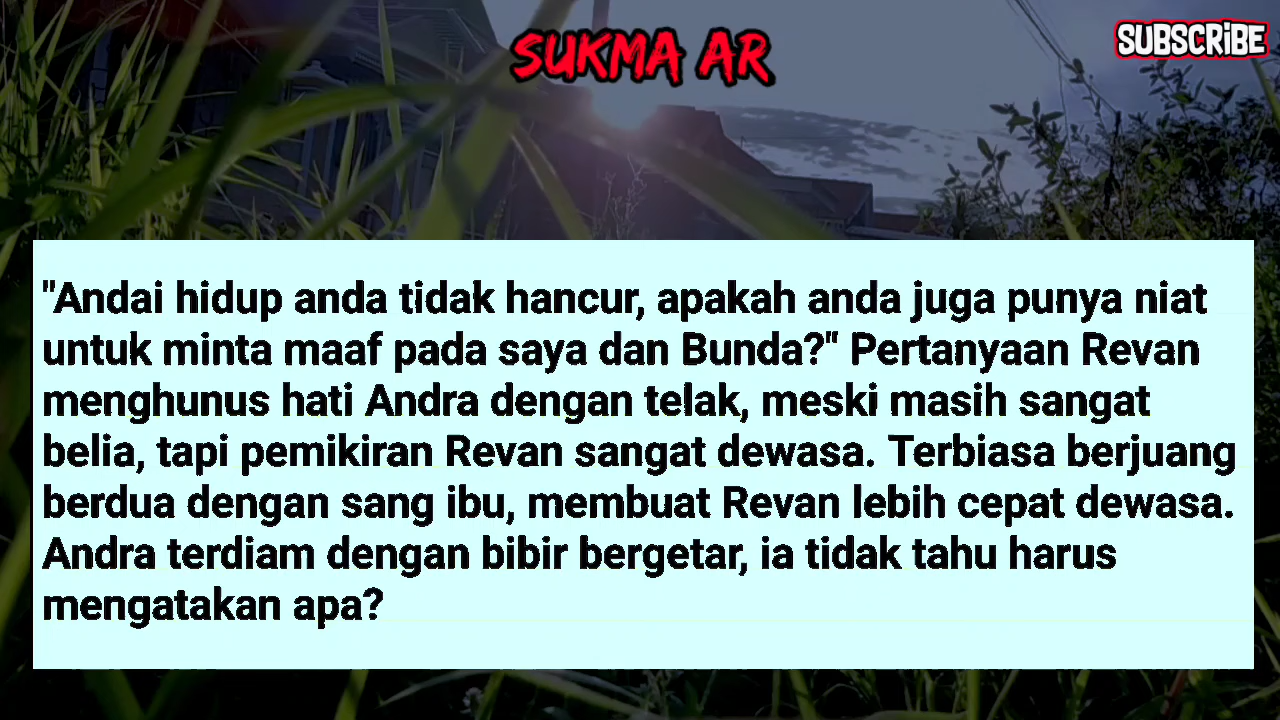 SUKMA AR
SUBSCRIBE
"Andai hidup anda tidak hancur, apakah anda juga punya niat
untuk minta maaf pada saya dan Bunda?" Pertanyaan Revan
menghunus hati Andra dengan telak, meski masih sangat
belia, tapi pemikiran Revan sangat dewasa. Terbiasa berjuang
berdua dengan sang ibu, membuat Revan lebih cepat dewasa.
Andra terdiam dengan bibir bergetar, ia tidak tahu harus
mengatakan apa?